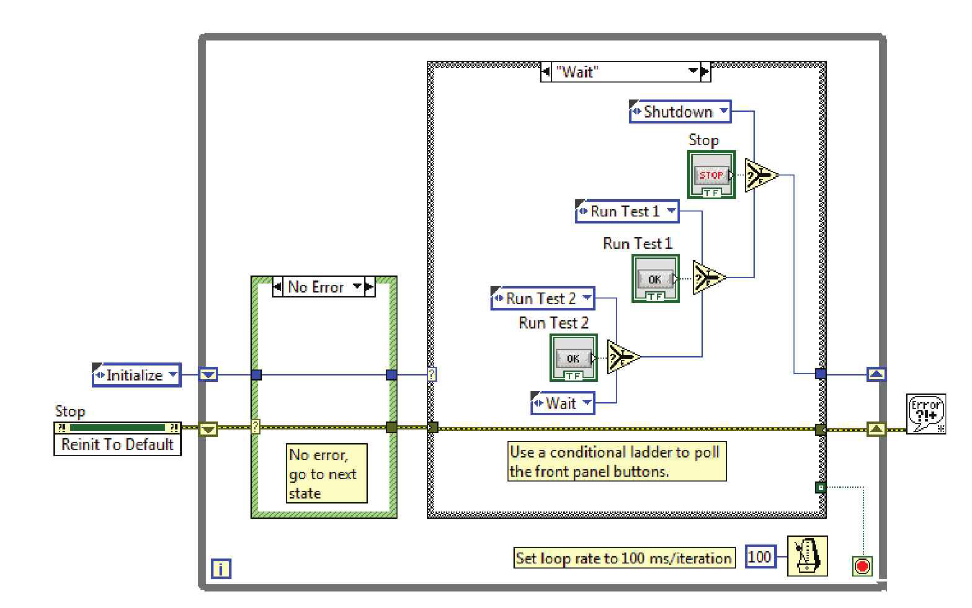 "Wait"
Shutdown
Stop
STOP
TF
?
Run Test 1
Run Test 1
OK
TF
?
No Error
Run Test 2
Run Test 2
OK
TF
?
Initialize
?
Wait
Stop
?! ?!
Reinit To Default
?
Error
?!+
No error,
go to next
state
Use a conditional ladder to poll
the front panel buttons.
Set loop rate to 100 ms/iteration
100
i